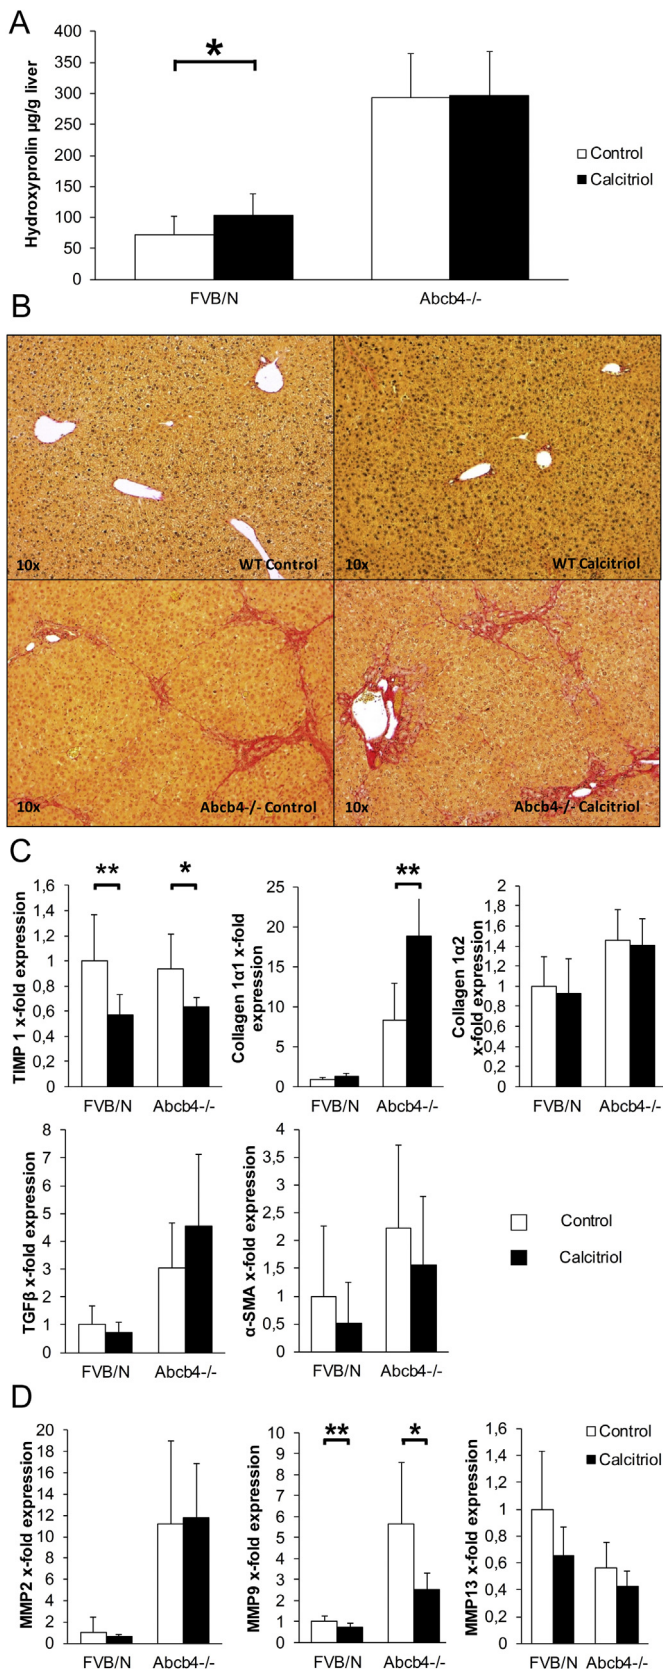 A
Hydroxyprolin µg/g liver
400
350
300
250
200
150
100
50
0
*
FVB/N
Abcb4-/-
Control
Calcitriol
B
10x
WT Control
10x
WT Calcitriol
10x
Abcb4-/- Control
10x
Abcb4-/- Calcitriol
C
TIMP 1 x-fold expression
1,6
1,4
1,2
1
0,8
0,6
0,4
0,2
0
**
*
FVB/N
Abcb4-/-
Collagen 1α1 x-fold
expression
25
20
15
10
5
0
**
FVB/N
Abcb4-/-
Collagen 1α2
x-fold expression
2
1,8
1,6
1,4
1,2
1
0,8
0,6
0,4
0,2
0
FVB/N
Abcb4-/-
TGFβ x-fold expression
8
7
6
5
4
3
2
1
0
FVB/N
Abcb4-/-
α-SMA x-fold expression
4
3,5
3
2,5
2
1,5
1
0,5
0
FVB/N
Abcb4-/-
Control
Calcitriol
D
MMP2 x-fold expression
20
18
16
14
12
10
8
6
4
2
0
FVB/N
Abcb4-/-
MMP9 x-fold expression
10
9
8
7
6
5
4
3
2
1
0
**
*
FVB/N
Abcb4-/-
MMP13 x-fold expression
1,6
1,4
1,2
1
0,8
0,6
0,4
0,2
0
FVB/N
Abcb4-/-
Control
Calcitriol